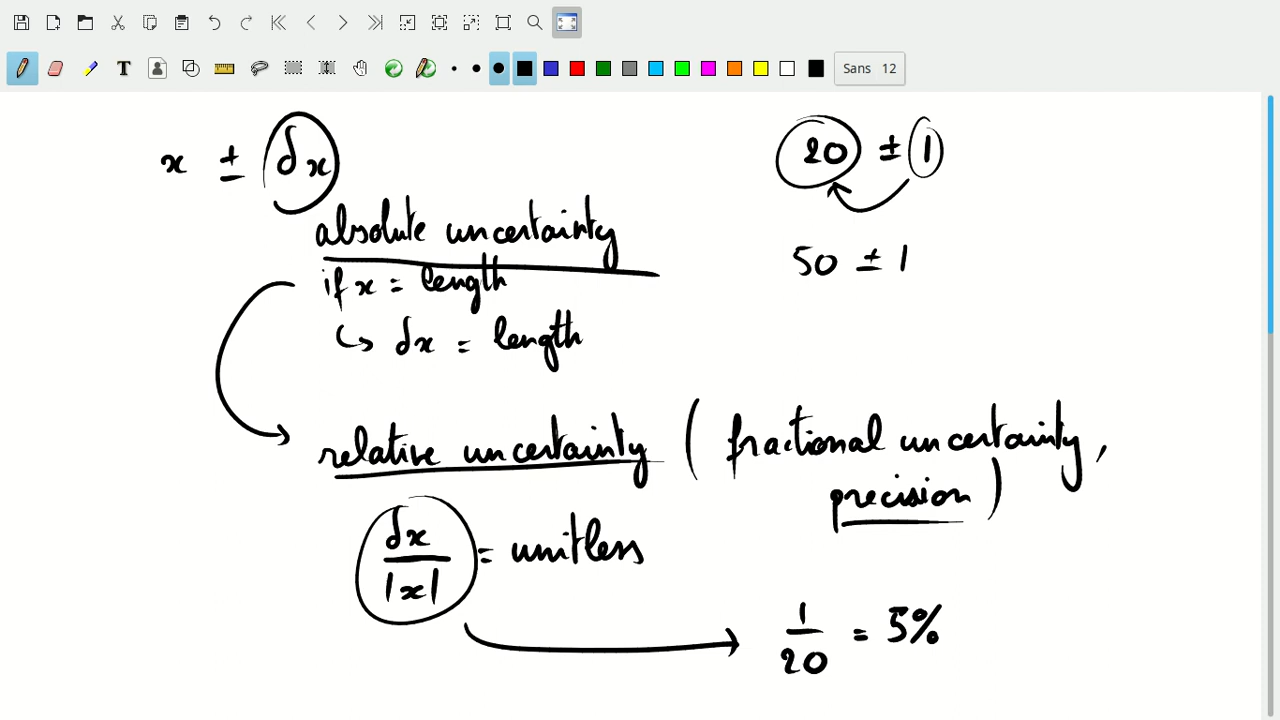 T
Sans 12
x ± δx
20 ± 1
absolute uncertainty
50 ± 1
if x = length
↳ δx = length
relative uncertainty ( fractional uncertainty,
precision )
δx
|x|
= unitless
1
20
= 5%